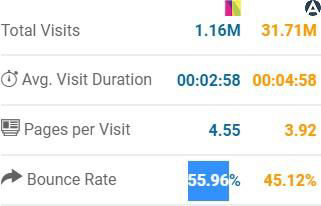 Total Visits 1.16M 31.71M
Avg. Visit Duration 00:02:58 00:04:58
Pages per Visit 4.55 3.92
Bounce Rate 55.96% 45.12%